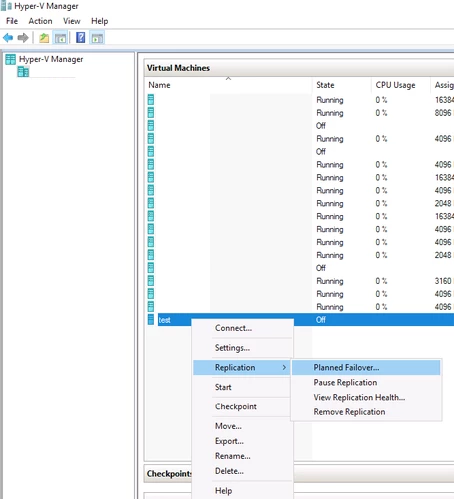 Hyper-V Manager
File Action View Help
Hyper-V Manager
Virtual Machines
Name State CPU Usage Assig
Running 0 % 16384
Running 0 % 8096
Off
Running 0 % 4096
Off
Running 0 % 4096
Running 0 % 16384
Running 0 % 4096
Running 0 % 2048
Running 0 % 16384
Running 0 % 4096
Running 0 % 4096
Running 0 % 2048
Off
Running 0 % 3160
Running 0 % 4096
Running 0 % 4096
test Off
Connect...
Settings...
Replication
Planned Failover...
Pause Replication
View Replication Health...
Remove Replication
Start
Checkpoint
Move...
Export...
Rename...
Delete...
Help
Checkpoints